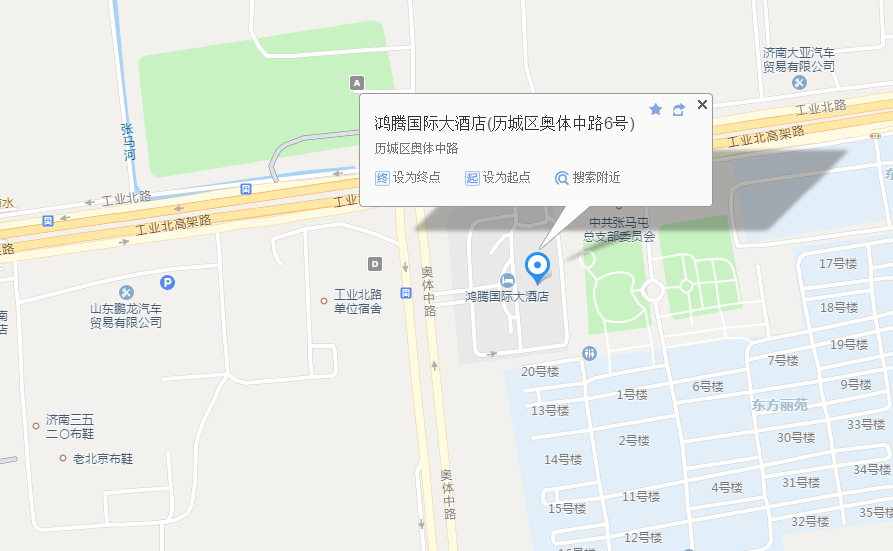 济南大亚汽车
贸易有限公司
A
张马河
鸿腾国际大酒店(历城区奥体中路6号)
历城区奥体中路
终 设为终点
起 设为起点
搜索附近
工业北路
工业北高架路
工业北路
工业北高架路
工业
中共张马屯
总支部委员会
P
D
山东鹏龙汽车
贸易有限公司
工业北路
单位宿舍
奥体中路
鸿腾国际大酒店
17号楼
18号楼
19号楼
7号楼
20号楼
1号楼
6号楼
9号楼
东方丽苑
13号楼
33号楼
济南三五
二〇布鞋
2号楼
30号楼
老北京布鞋
14号楼
34号楼
奥体中路
4号楼
31号楼
11号楼
15号楼
32号楼
35号楼
12号楼